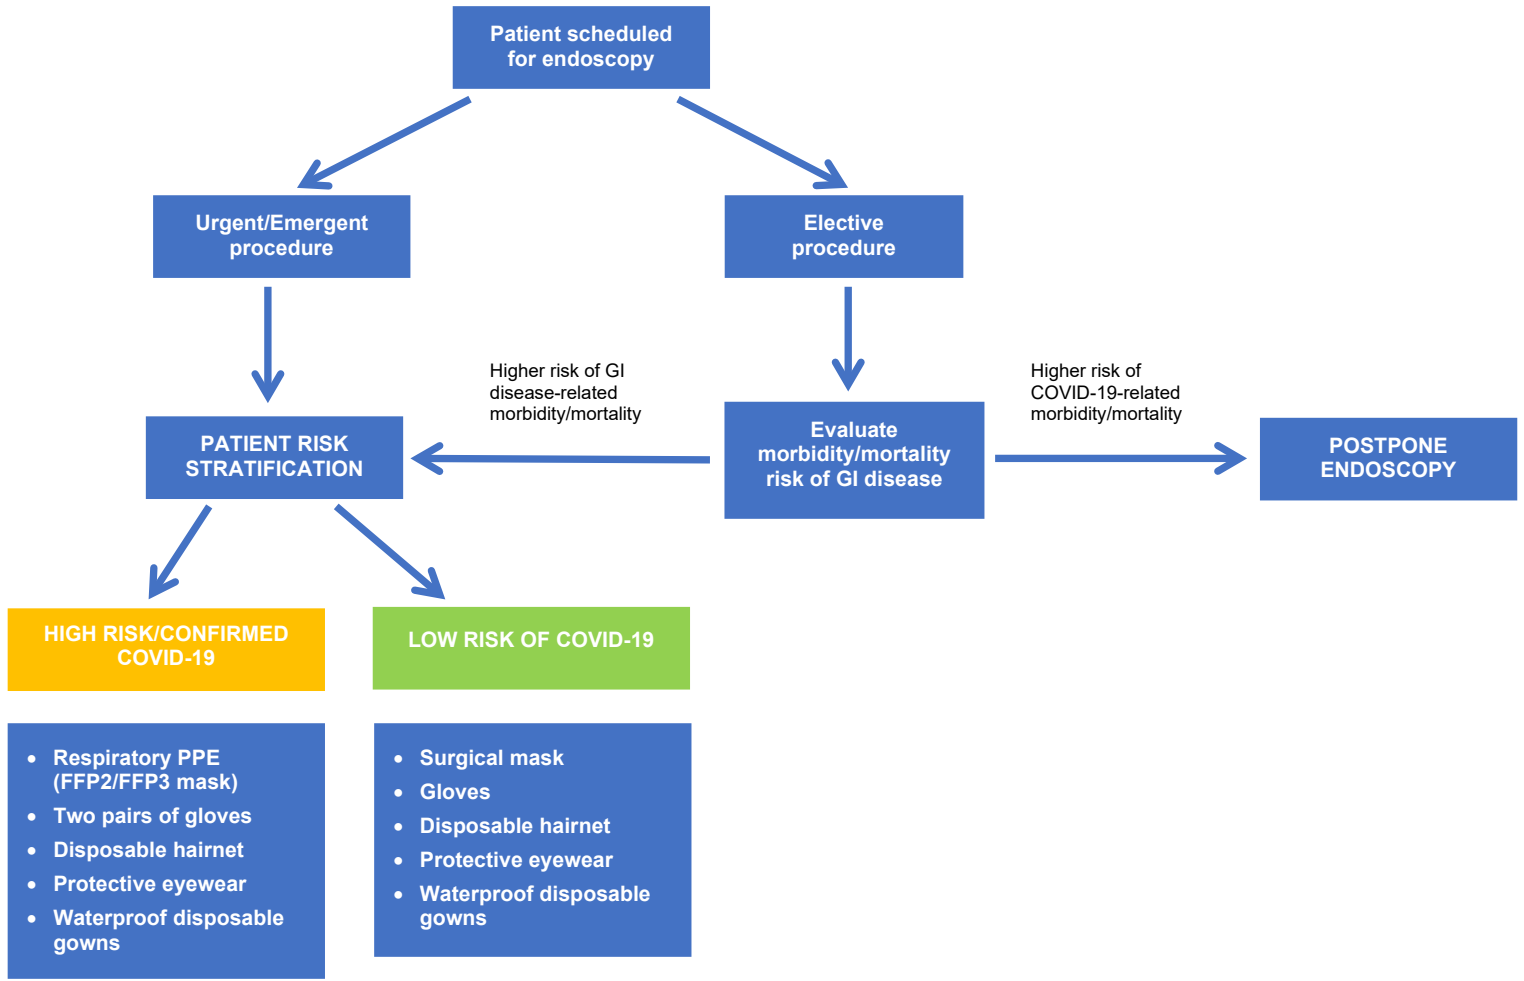 Patient scheduled
for endoscopy
Urgent/Emergent
procedure
Elective
procedure
Higher risk of GI
disease-related
morbidity/mortality
Higher risk of
COVID-19-related
morbidity/mortality
PATIENT RISK
STRATIFICATION
Evaluate
morbidity/mortality
risk of GI disease
POSTPONE
ENDOSCOPY
HIGH RISK/CONFIRMED
COVID-19
LOW RISK OF COVID-19
• Respiratory PPE
(FFP2/FFP3 mask)
• Two pairs of gloves
• Disposable hairnet
• Protective eyewear
• Waterproof disposable
gowns
• Surgical mask
• Gloves
• Disposable hairnet
• Protective eyewear
• Waterproof disposable
gowns